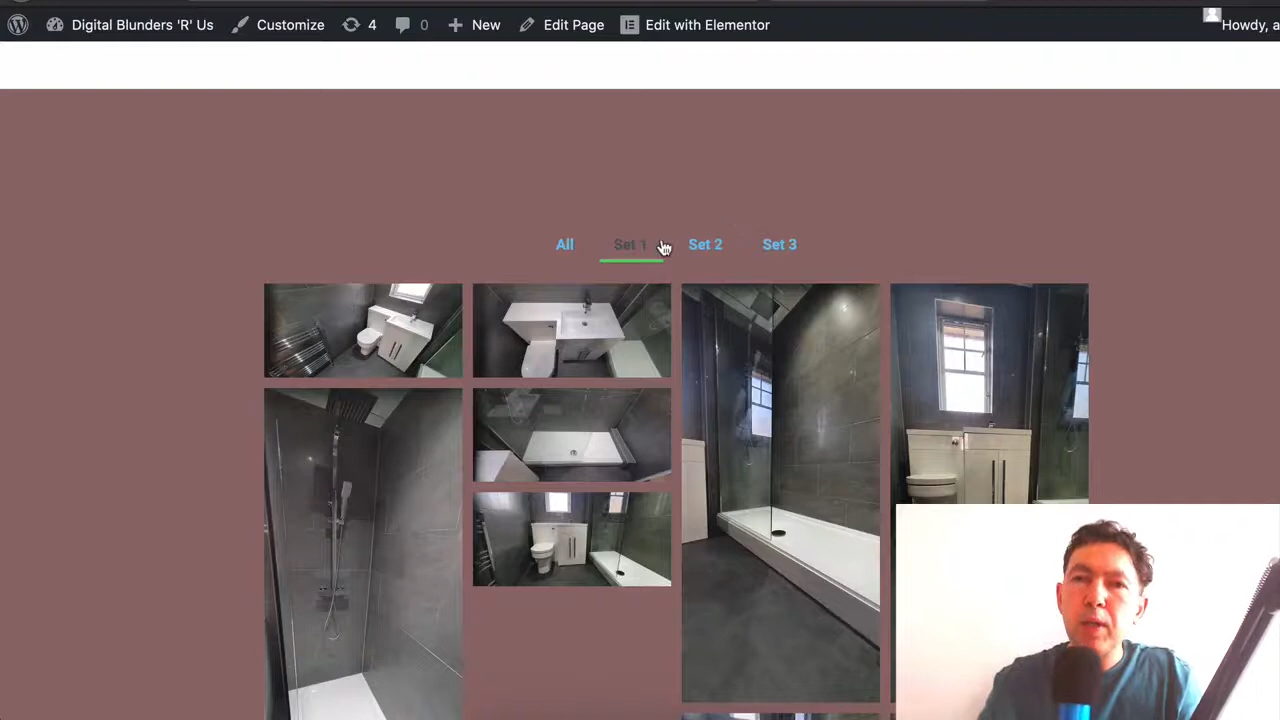 Digital Blunders 'R' Us Customize 4 0 New Edit Page Edit with Elementor Howdy, a
All Set 1 Set 2 Set 3